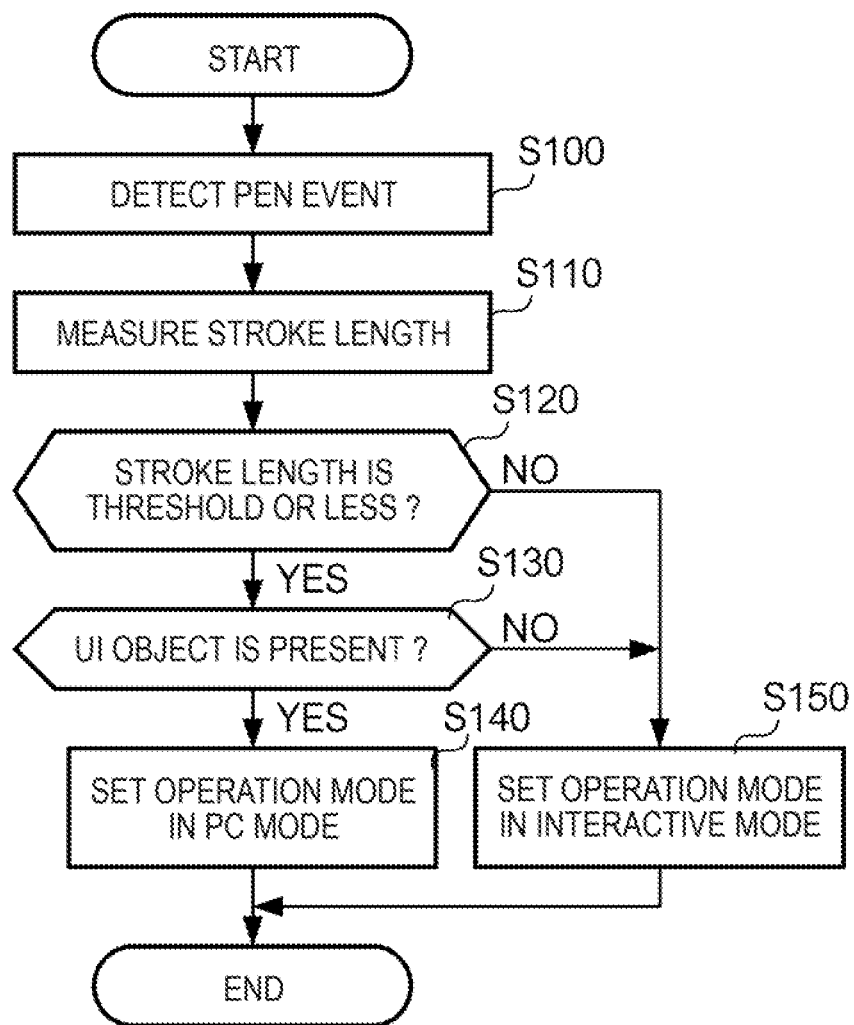 START
S100
DETECT PEN EVENT
S110
MEASURE STROKE LENGTH
S120
STROKE LENGTH IS
THRESHOLD OR LESS ?
NO
YES
S130
UI OBJECT IS PRESENT ?
NO
YES
S140
S150
SET OPERATION MODE
IN PC MODE
SET OPERATION MODE
IN INTERACTIVE MODE
END